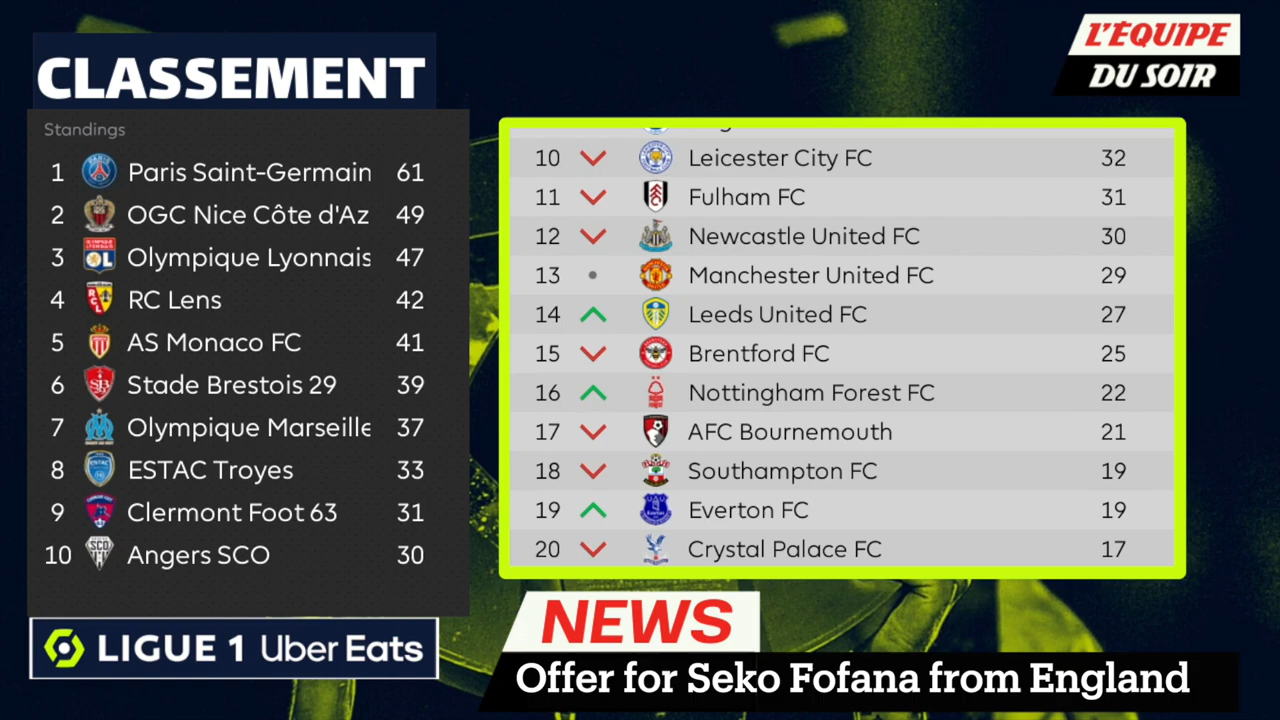 CLASSEMENT
Standings
1 Paris Saint-Germain 61
2 OGC Nice Côte d'Az 49
3 Olympique Lyonnais 47
4 RC Lens 42
5 AS Monaco FC 41
6 Stade Brestois 29 39
7 Olympique Marseille 37
8 ESTAC Troyes 33
9 Clermont Foot 63 31
10 Angers SCO 30
LIGUE 1 Uber Eats
L'ÉQUIPE
DU SOIR
10 Leicester City FC 32
11 Fulham FC 31
12 Newcastle United FC 30
13 Manchester United FC 29
14 Leeds United FC 27
15 Brentford FC 25
16 Nottingham Forest FC 22
17 AFC Bournemouth 21
18 Southampton FC 19
19 Everton FC 19
20 Crystal Palace FC 17
NEWS
Offer for Seko Fofana from England